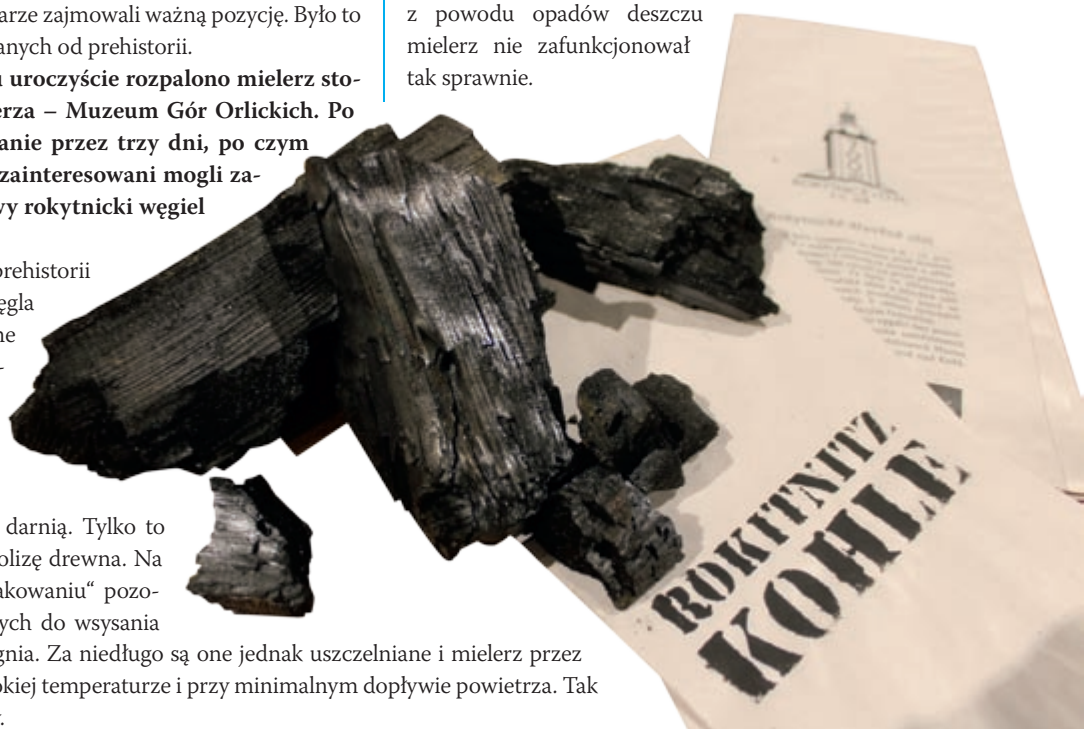 arze zajmowali ważną pozycję. Było to
anych od prehistorii.
uroczyście rozpalono mielerz sto-
erza – Muzeum Gór Orlickich. Po
anie przez trzy dni, po czym
zainteresowani mogli za-
wy rokytnicki węgiel
prehistorii
ęgla
ne
darnią. Tylko to
olizę drewna. Na
akowaniu“ pozo-
ych do wsysania
gnia. Za niedługo są one jednak uszczelniane i mielerz przez
okiej temperaturze i przy minimalnym dopływie powietrza. Tak
z powodu opadów deszczu
mielerz nie zafunkcjonował
tak sprawnie.
ROKITNITZ
KOHLE